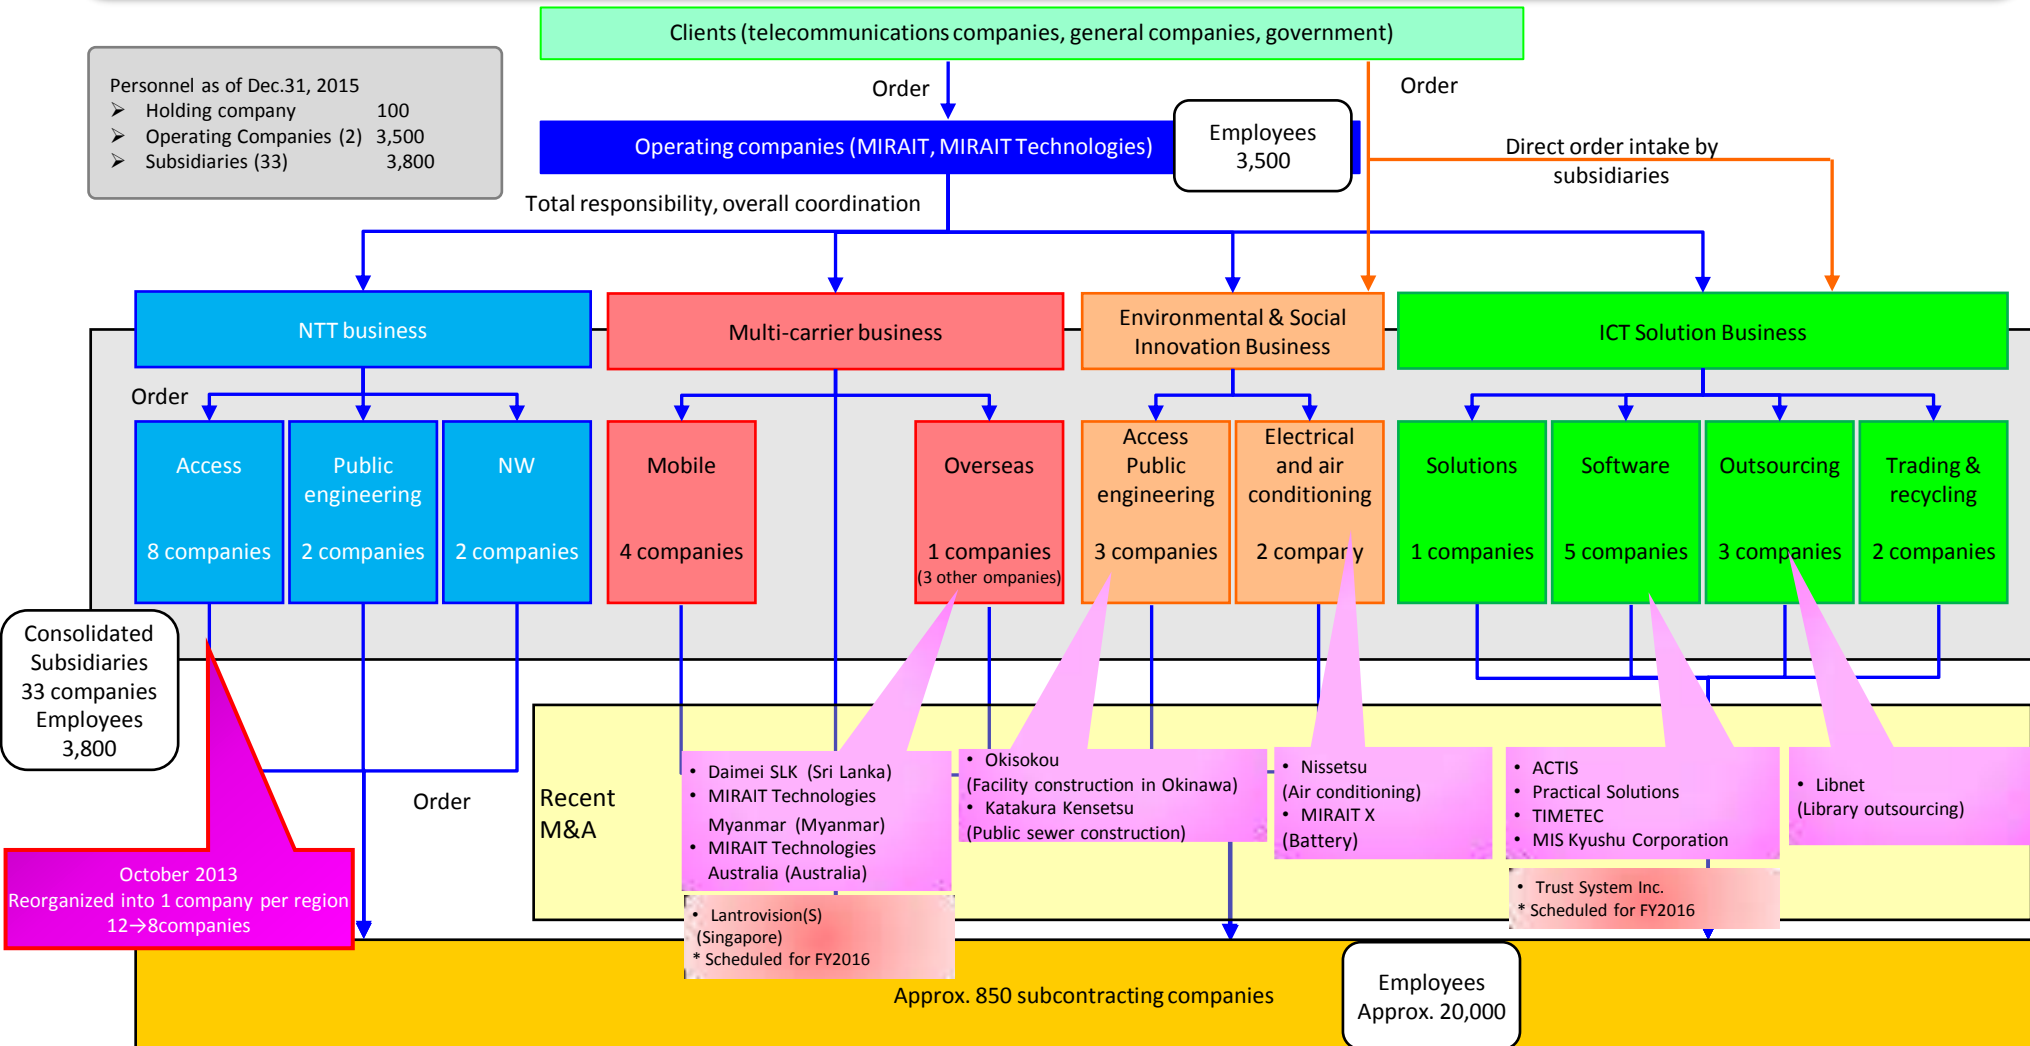 Clients (telecommunications companies, general companies, government)
Personnel as of Dec.31, 2015
➢ Holding company 100
➢ Operating Companies (2) 3,500
➢ Subsidiaries (33) 3,800
Order
Order
Operating companies (MIRAIT, MIRAIT Technologies)
Employees
3,500
Direct order intake by
subsidiaries
Total responsibility, overall coordination
NTT business
Multi-carrier business
Environmental & Social
Innovation Business
ICT Solution Business
Order
Access
8 companies
Public
engineering
2 companies
NW
2 companies
Mobile
4 companies
Overseas
1 companies
(3 other ompanies)
Access
Public
engineering
3 companies
Electrical
and air
conditioning
2 company
Solutions
1 companies
Software
5 companies
Outsourcing
3 companies
Trading &
recycling
2 companies
Consolidated
Subsidiaries
33 companies
Employees
3,800
October 2013
Reorganized into 1 company per region
12→8companies
Order
Recent
M&A
• Daimei SLK (Sri Lanka)
• MIRAIT Technologies
Myanmar (Myanmar)
• MIRAIT Technologies
Australia (Australia)
• Lantrovision(S)
(Singapore)
* Scheduled for FY2016
• Okisokou
(Facility construction in Okinawa)
• Katakura Kensetsu
(Public sewer construction)
• Nissetsu
(Air conditioning)
• MIRAIT X
(Battery)
• ACTIS
• Practical Solutions
• TIMETEC
• MIS Kyushu Corporation
• Trust System Inc.
* Scheduled for FY2016
• Libnet
(Library outsourcing)
Approx. 850 subcontracting companies
Employees
Approx. 20,000